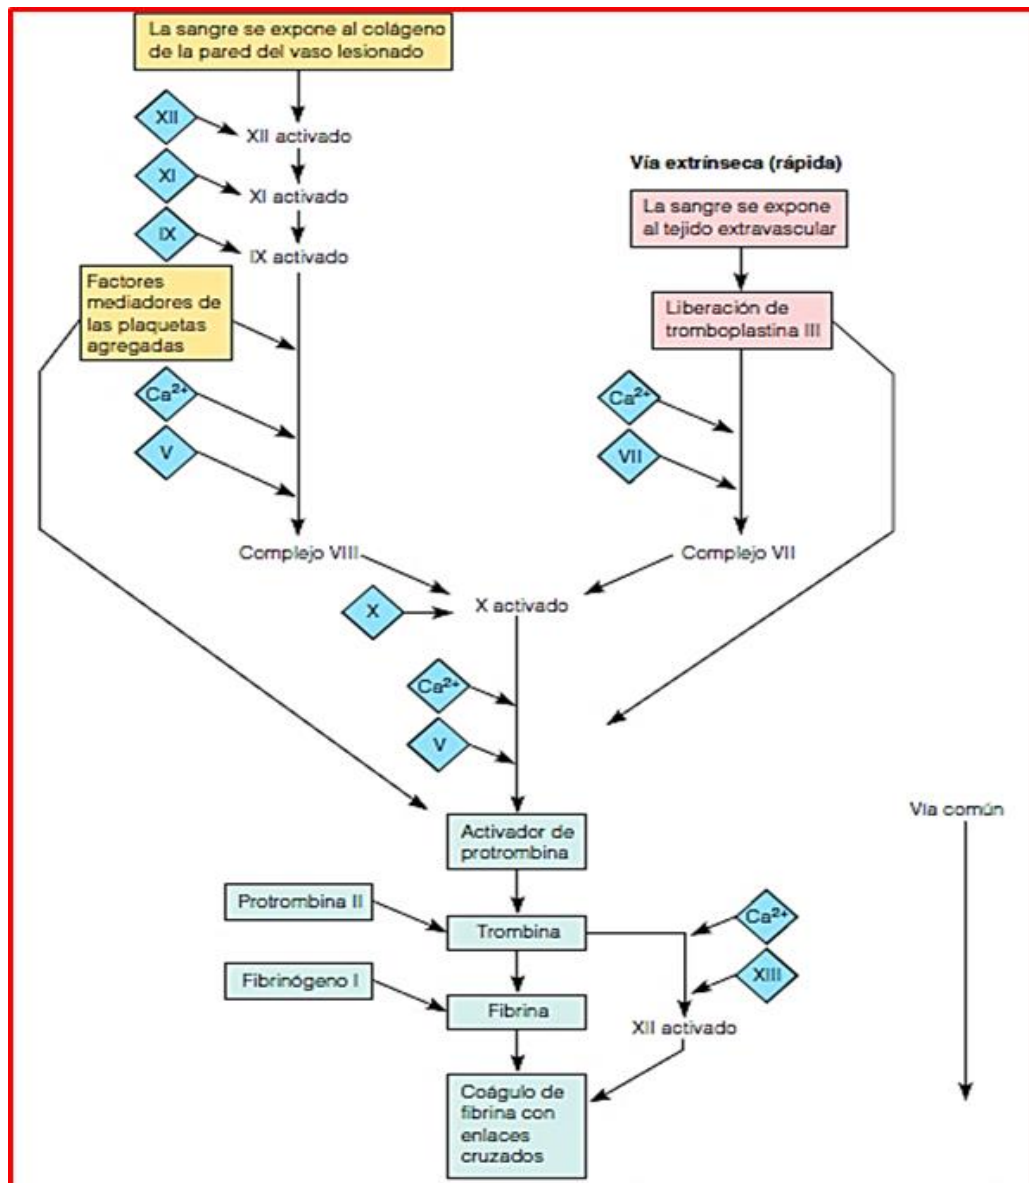 La sangre se expone al colágeno
de la pared del vaso lesionado
XII
XII activado
XI
XI activado
IX
IX activado
Factores
mediadores de
las plaquetas
agregadas
Ca2+
V
Complejo VIII
Vía extrínseca (rápida)
La sangre se expone
al tejido extravascular
Liberación de
tromboplastina III
Ca2+
VII
Complejo VII
X
X activado
Ca2+
V
Activador de
protrombina
Protrombina II
Trombina
Fibrinógeno I
Fibrina
Ca2+
XIII
XII activado
Coágulo de
fibrina con
enlaces
cruzados
Vía común